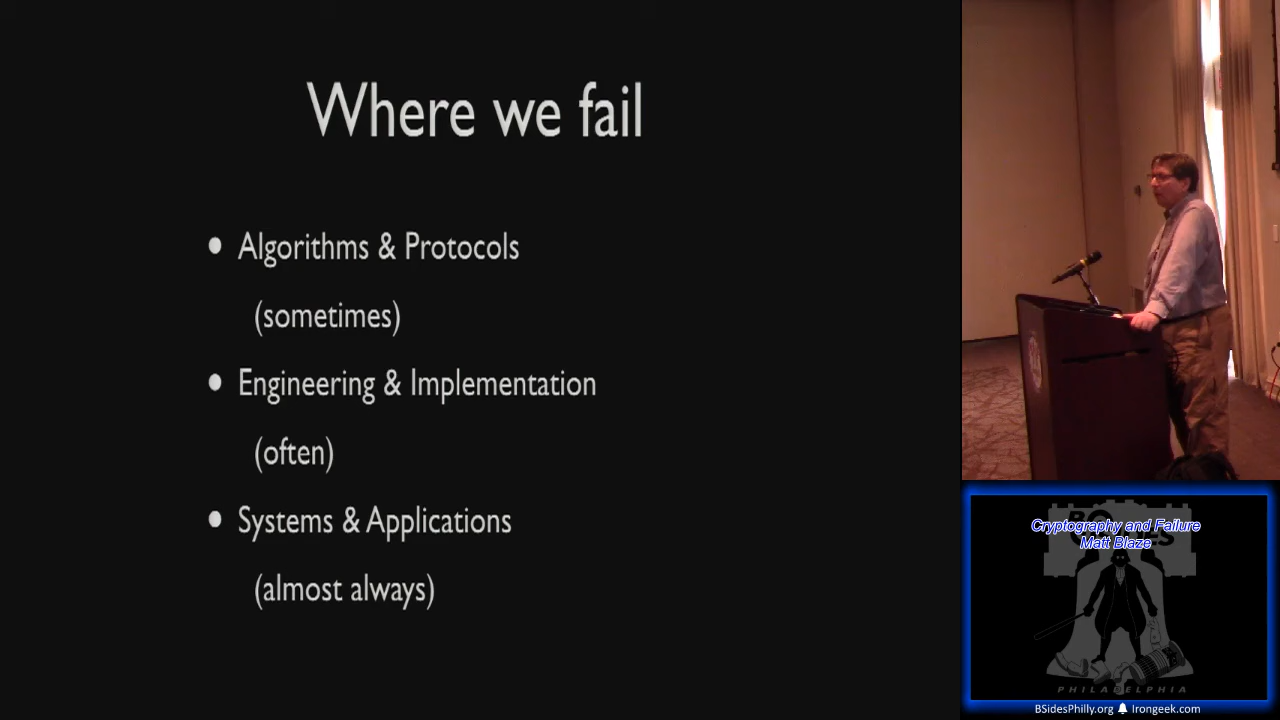 Where we fail
• Algorithms & Protocols
(sometimes)
• Engineering & Implementation
(often)
• Systems & Applications
(almost always)
Cryptography and Failure
Matt Blaze
PHILADELPHIA
BSidesPhilly.org Irongeek.com